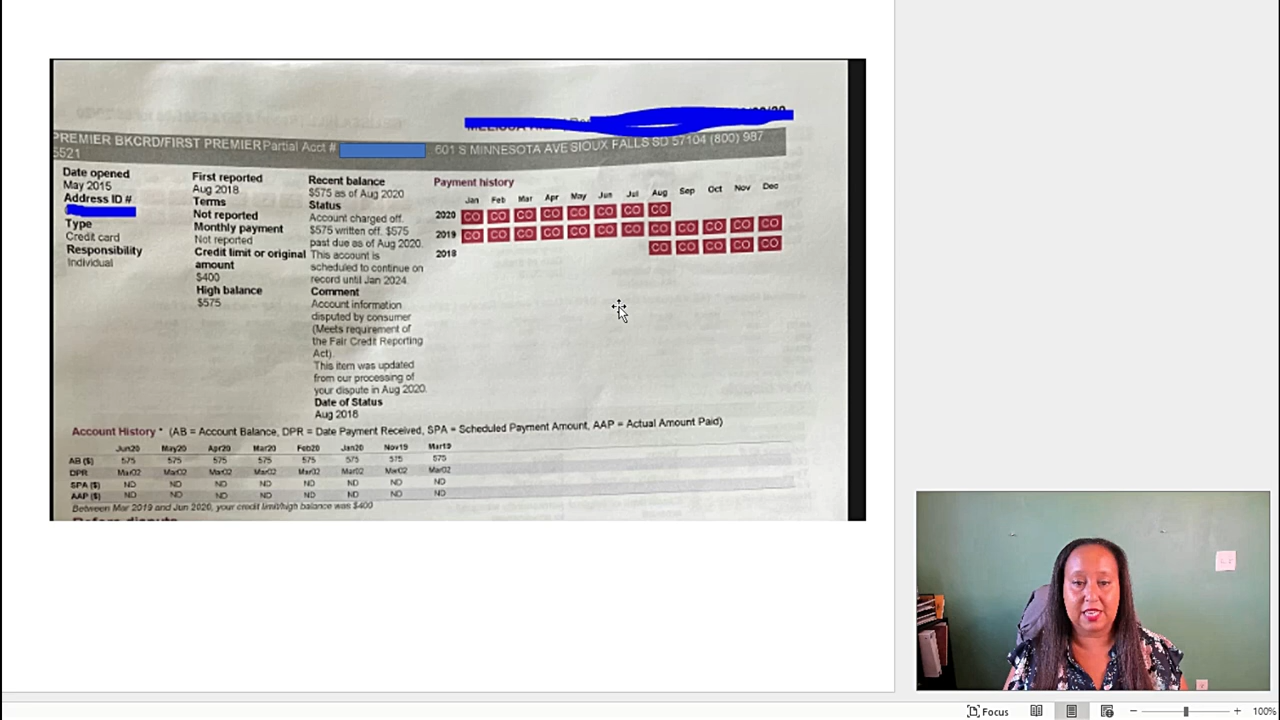 PREMIER BKCRD/FIRST PREMIER Partial Acct # 601 S MINNESOTA AVE SIOUX FALLS SD 57104 (800) 987
5521
Date opened
May 2015
Address ID #
Type
Credit card
Responsibility
Individual
First reported
Aug 2018
Terms
Not reported
Monthly payment
Not reported
Credit limit or original
amount
$400
High balance
$575
Recent balance
$575 as of Aug 2020
Status
Account charged off.
$575 written off. $575
past due as of Aug 2020.
This account is
scheduled to continue on
record until Jan 2024.
Comment
Account information
disputed by consumer
(Meets requirement of
the Fair Credit Reporting
Act).
This item was updated
from our processing of
your dispute in Aug 2020.
Date of Status
Aug 2018
Payment history
Jan Feb Mar Apr May Jun Jul Aug Sep Oct Nov Dec
2020 CO CO CO CO CO CO CO CO
2019 CO CO CO CO CO CO CO CO CO CO CO CO
2018 CO CO CO CO CO
Account History * (AB = Account Balance, DPR = Date Payment Received, SPA = Scheduled Payment Amount, AAP = Actual Amount Paid)
Jun20 May20 Apr20 Mar20 Feb20 Jan20 Nov19 Mar19
AB ($) 575 575 575 575 575 575 575 575
DPR Mar02 Mar02 Mar02 Mar02 Mar02 Mar02 Mar02 Mar02
SPA ($) ND ND ND ND ND ND ND ND
AAP ($) ND ND ND ND ND ND ND ND
Between Mar 2019 and Jun 2020, your credit limit/high balance was $400
Before dispute
Focus 100%